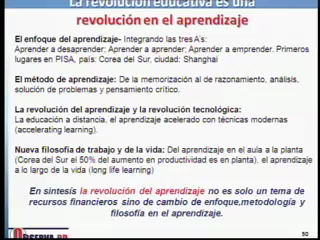 La revolución educativa es una
revolución en el aprendizaje
El enfoque del aprendizaje- Integrando las tres A's:
Aprender a desaprender; Aprender a aprender; Aprender a emprender. Primeros
lugares en PISA, país: Corea del Sur, ciudad: Shanghai
El método de aprendizaje: De la memorización al de razonamiento, análisis,
solución de problemas y pensamiento crítico.
La revolución del aprendizaje y la revolución tecnológica:
La educación a distancia, el aprendizaje acelerado con técnicas modernas
(accelerating learning).
Nueva filosofía de trabajo y de la vida: Del aprendizaje en el aula a la planta
(Corea del Sur el 50% del aumento en productividad es en planta), el aprendizaje
a lo largo de la vida (long life learning)
En sintesis la revolución del aprendizaje no es solo un tema de
recursos financieros sino de cambio de enfoque,metodología y
filosofía en el aprendizaje.
52